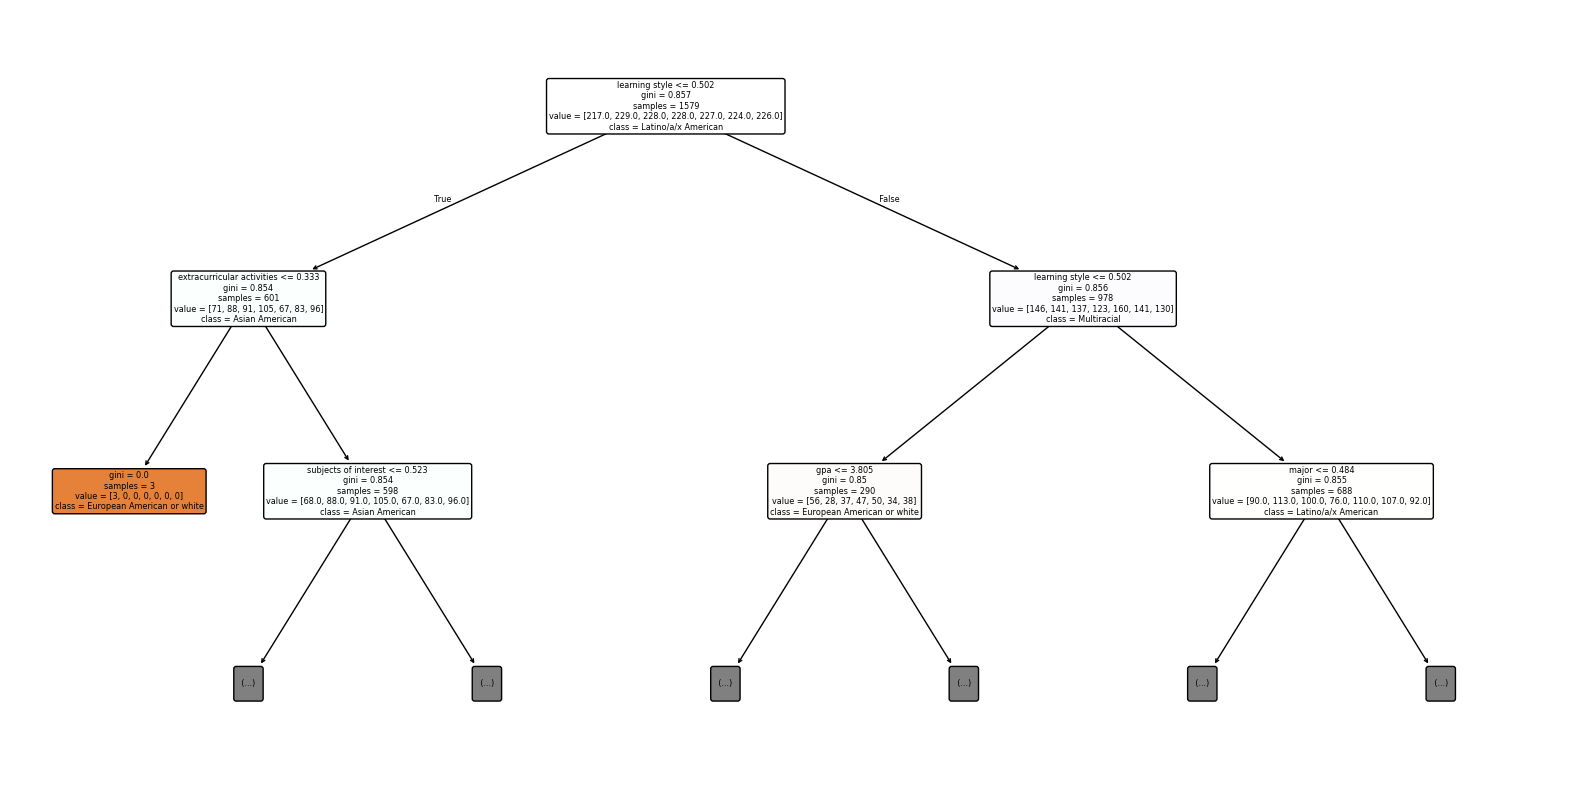 learning style <= 0.502
gini = 0.857
samples = 1579
value = [217.0, 229.0, 228.0, 228.0, 227.0, 224.0, 226.0]
class = Latino/a/x American
True
False
extracurricular activities <= 0.333
gini = 0.854
samples = 601
value = [71, 88, 91, 105, 67, 83, 96]
class = Asian American
learning style <= 0.502
gini = 0.856
samples = 978
value = [146, 141, 137, 123, 160, 141, 130]
class = Multiracial
gini = 0.0
samples = 3
value = [3, 0, 0, 0, 0, 0, 0]
class = European American or white
subjects of interest <= 0.523
gini = 0.854
samples = 598
value = [68.0, 88.0, 91.0, 105.0, 67.0, 83.0, 96.0]
class = Asian American
gpa <= 3.805
gini = 0.85
samples = 290
value = [56, 28, 37, 47, 50, 34, 38]
class = European American or white
major <= 0.484
gini = 0.855
samples = 688
value = [90.0, 113.0, 100.0, 76.0, 110.0, 107.0, 92.0]
class = Latino/a/x American
(...)
(...)
(...)
(...)
(...)
(...)